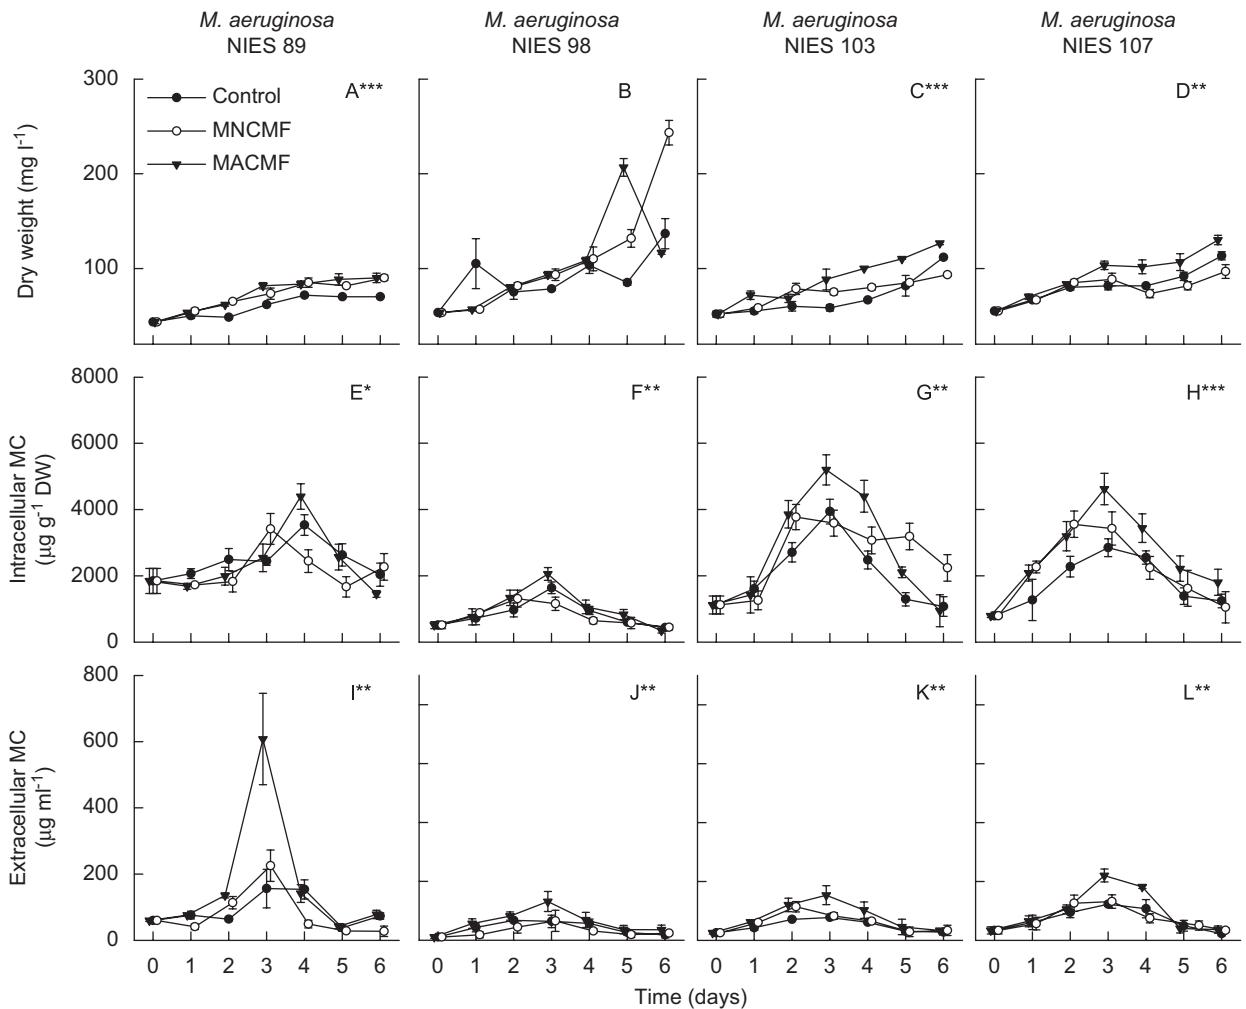 M. aeruginosa
NIES 89
M. aeruginosa
NIES 98
M. aeruginosa
NIES 103
M. aeruginosa
NIES 107
Dry weight (mg l⁻¹)
300
200
100
Control
MNCMF
MACMF
A***
B
C***
D**
Intracellular MC
(µg g⁻¹ DW)
8000
6000
4000
2000
0
E*
F**
G**
H***
Extracellular MC
(µg ml⁻¹)
800
600
400
200
0
I**
J**
K**
L**
0 1 2 3 4 5 6
0 1 2 3 4 5 6
0 1 2 3 4 5 6
0 1 2 3 4 5 6
Time (days)